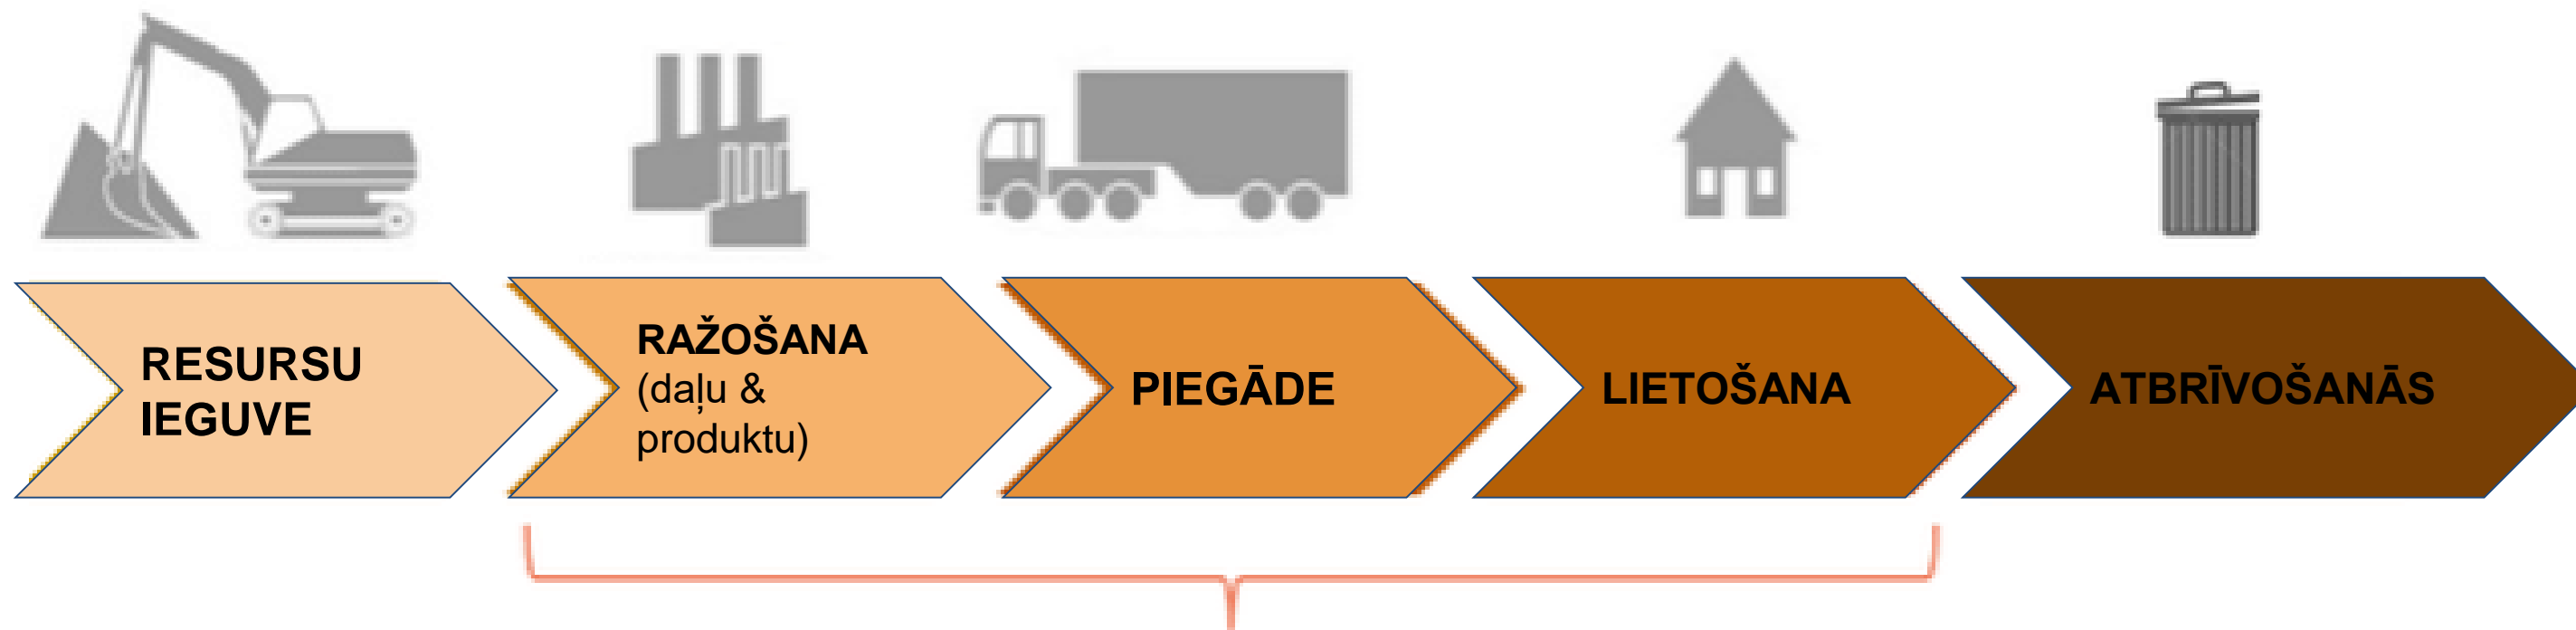 RESURSU
IEGUVE
RAŽOŠANA
(daļu &
produktu)
PIEGĀDE
LIETOŠANA
ATBRĪVOŠANĀS